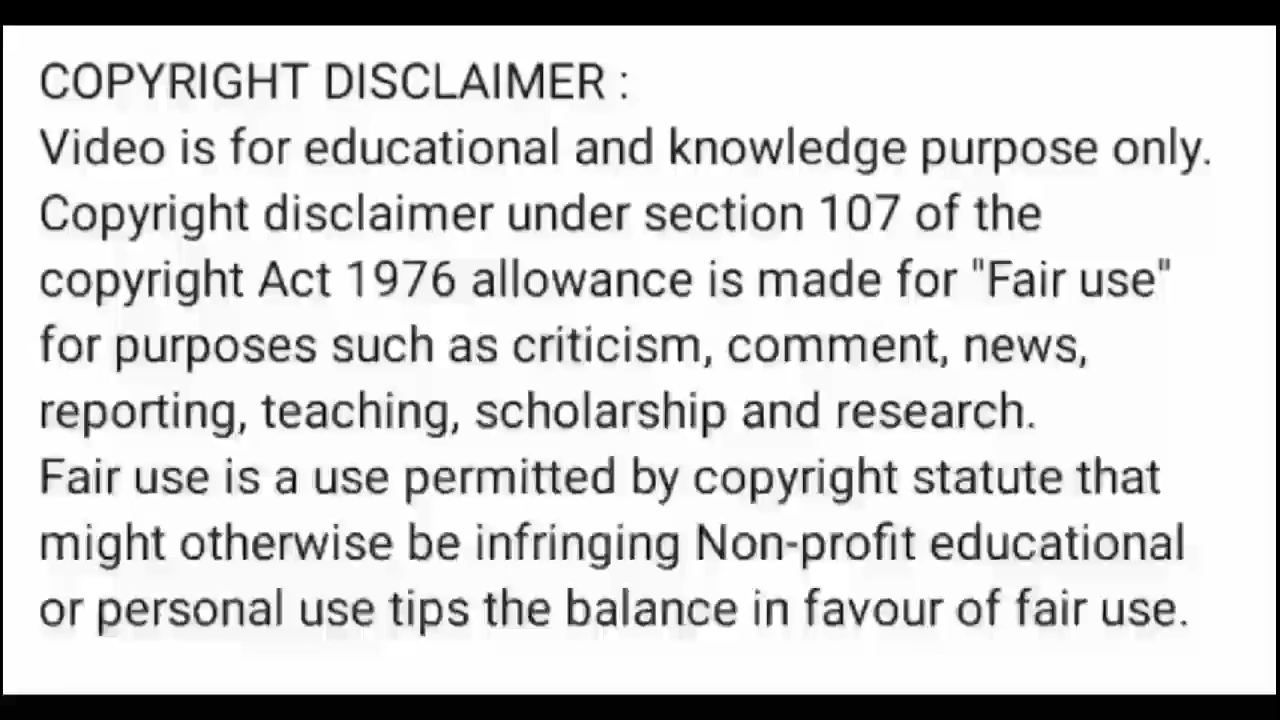 COPYRIGHT DISCLAIMER :
Video is for educational and knowledge purpose only.
Copyright disclaimer under section 107 of the
copyright Act 1976 allowance is made for "Fair use"
for purposes such as criticism, comment, news,
reporting, teaching, scholarship and research.
Fair use is a use permitted by copyright statute that
might otherwise be infringing Non-profit educational
or personal use tips the balance in favour of fair use.